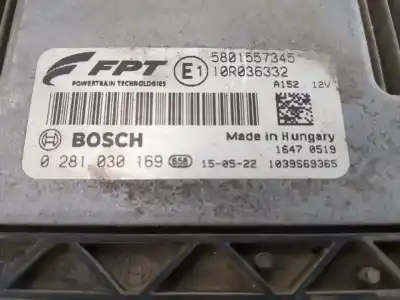 FPT
POWERTRAIN TECHNOLOGIES
E1
5801557345
10R036332
A152 12V
BOSCH
Made in Hungary
1647 0519
0 281 030 169 658 15-05-22 1039S69365